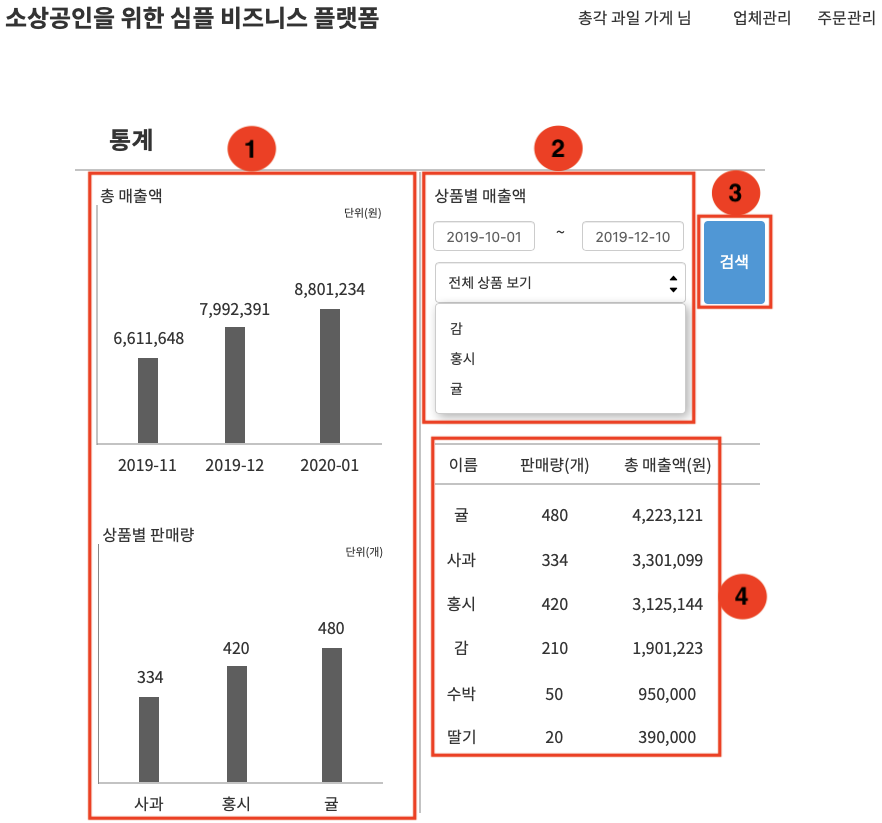 소상공인을 위한 심플 비즈니스 플랫폼
총각 과일 가게 님 업체관리 주문관리
통계
1
총 매출액
단위(원)
6,611,648 7,992,391 8,801,234
2019-11 2019-12 2020-01
상품별 판매량
단위(개)
334 420 480
사과 홍시 귤
2
상품별 매출액
2019-10-01 ~ 2019-12-10
전체 상품 보기
감
홍시
귤
3
검색
4
이름 판매량(개) 총 매출액(원)
귤 480 4,223,121
사과 334 3,301,099
홍시 420 3,125,144
감 210 1,901,223
수박 50 950,000
딸기 20 390,000